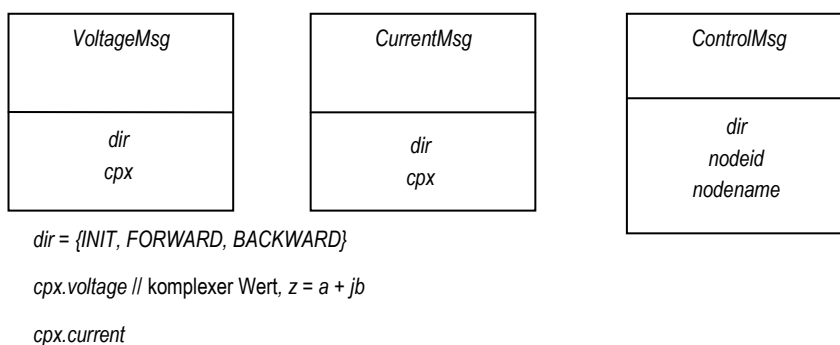 VoltageMsg
dir
cpx
CurrentMsg
dir
cpx
ControlMsg
dir
nodeid
nodename
dir = {INIT, FORWARD, BACKWARD}
cpx.voltage // komplexer Wert, z = a + jb
cpx.current